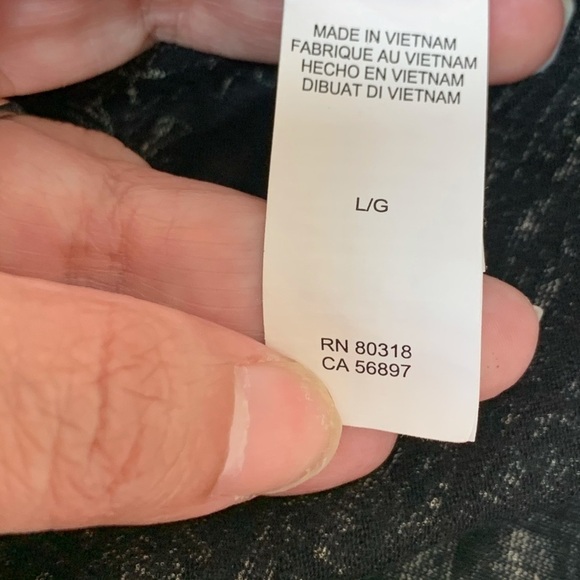 MADE IN VIETNAM
FABRIQUE AU VIETNAM
HECHO EN VIETNAM
DIBUAT DI VIETNAM
L/G
RN 80318
CA 56897